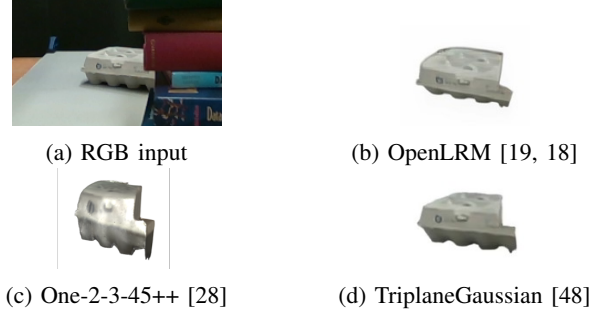 (a) RGB input
(b) OpenLRM [19, 18]
(c) One-2-3-45++ [28]
(d) TriplaneGaussian [48]